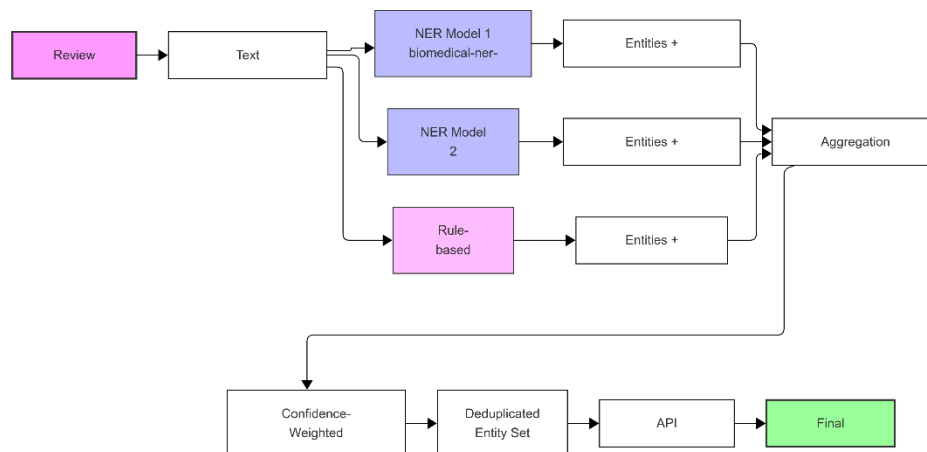 Review
Text
NER Model 1
biomedical-ner-
Entities +
NER Model
2
Entities +
Aggregation
Rule-
based
Entities +
Confidence-
Weighted
Deduplicated
Entity Set
API
Final